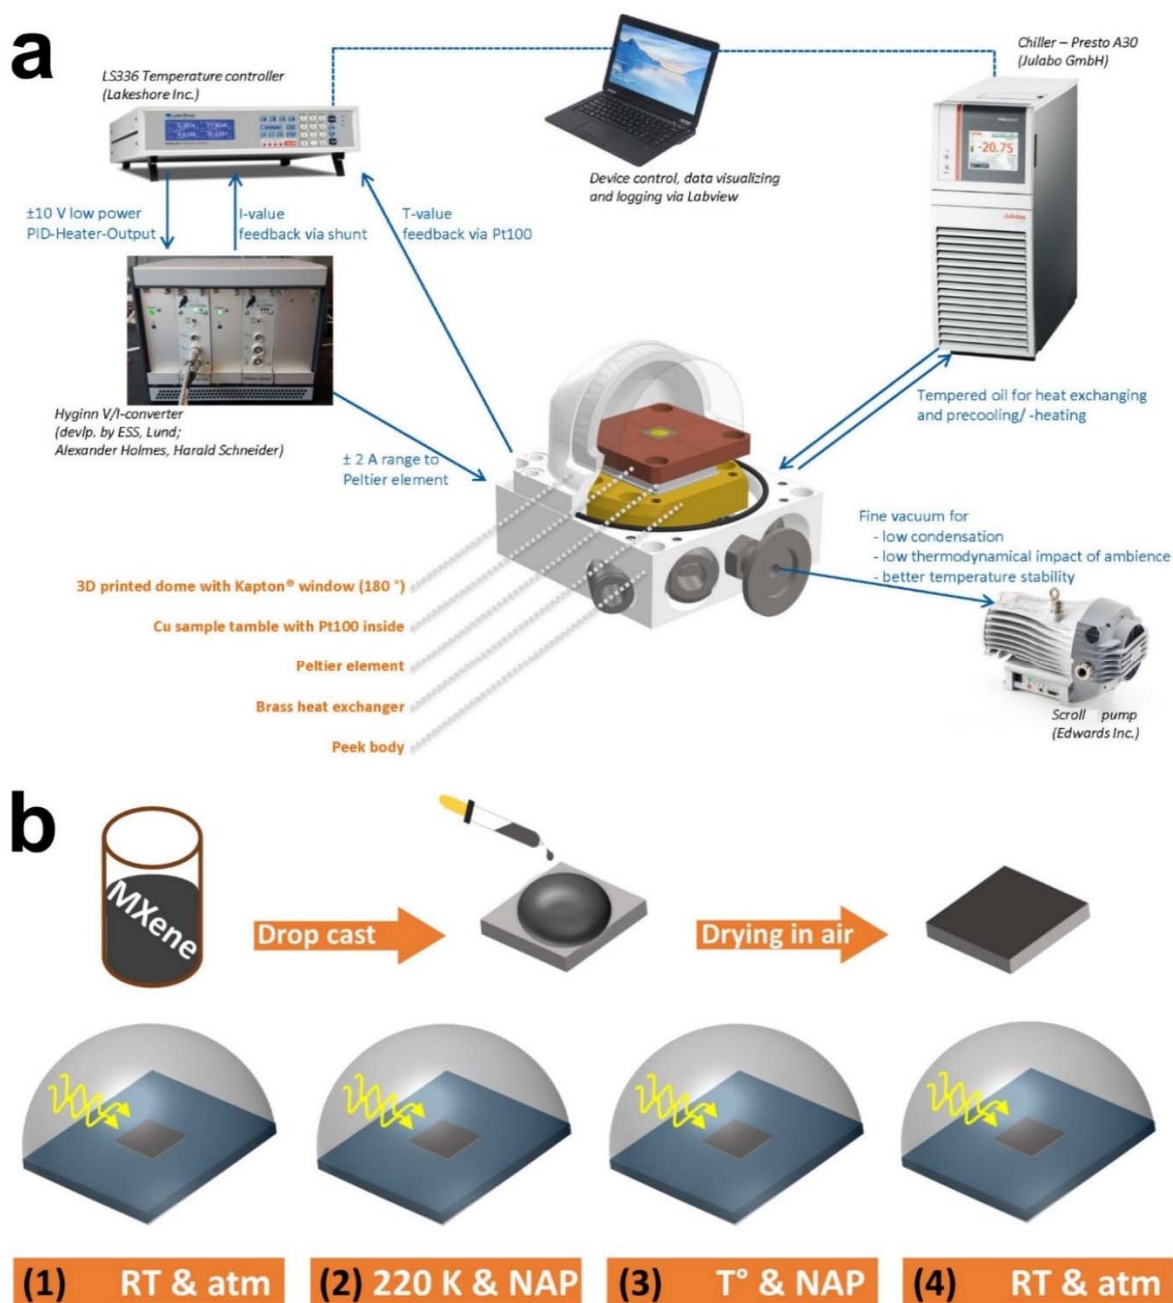 a
LS336 Temperature controller
(Lakeshore Inc.)
Chiller – Presto A30
(Julabo GmbH)
-20.75
Device control, data visualizing
and logging via Labview
±10 V low power
PID-Heater-Output
I-value
feedback via shunt
T-value
feedback via Pt100
Hyginn V/I-converter
(devlp. by ESS, Lund;
Alexander Holmes, Harald Schneider)
± 2 A range to
Peltier element
Tempered oil for heat exchanging
and precooling/ -heating
Fine vacuum for
- low condensation
- low thermodynamical impact of ambience
- better temperature stability
3D printed dome with Kapton® window (180 °)
Cu sample tamble with Pt100 inside
Peltier element
Brass heat exchanger
Peek body
Scroll pump
(Edwards Inc.)
b
MXene
Drop cast
Drying in air
(1) RT & atm
(2) 220 K & NAP
(3) T° & NAP
(4) RT & atm